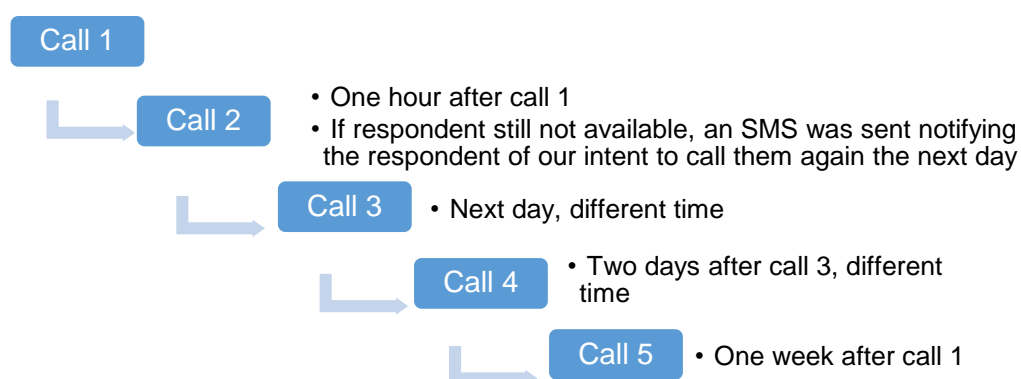 Call 1
Call 2
• One hour after call 1
• If respondent still not available, an SMS was sent notifying
the respondent of our intent to call them again the next day
Call 3
• Next day, different time
Call 4
• Two days after call 3, different
time
Call 5
• One week after call 1